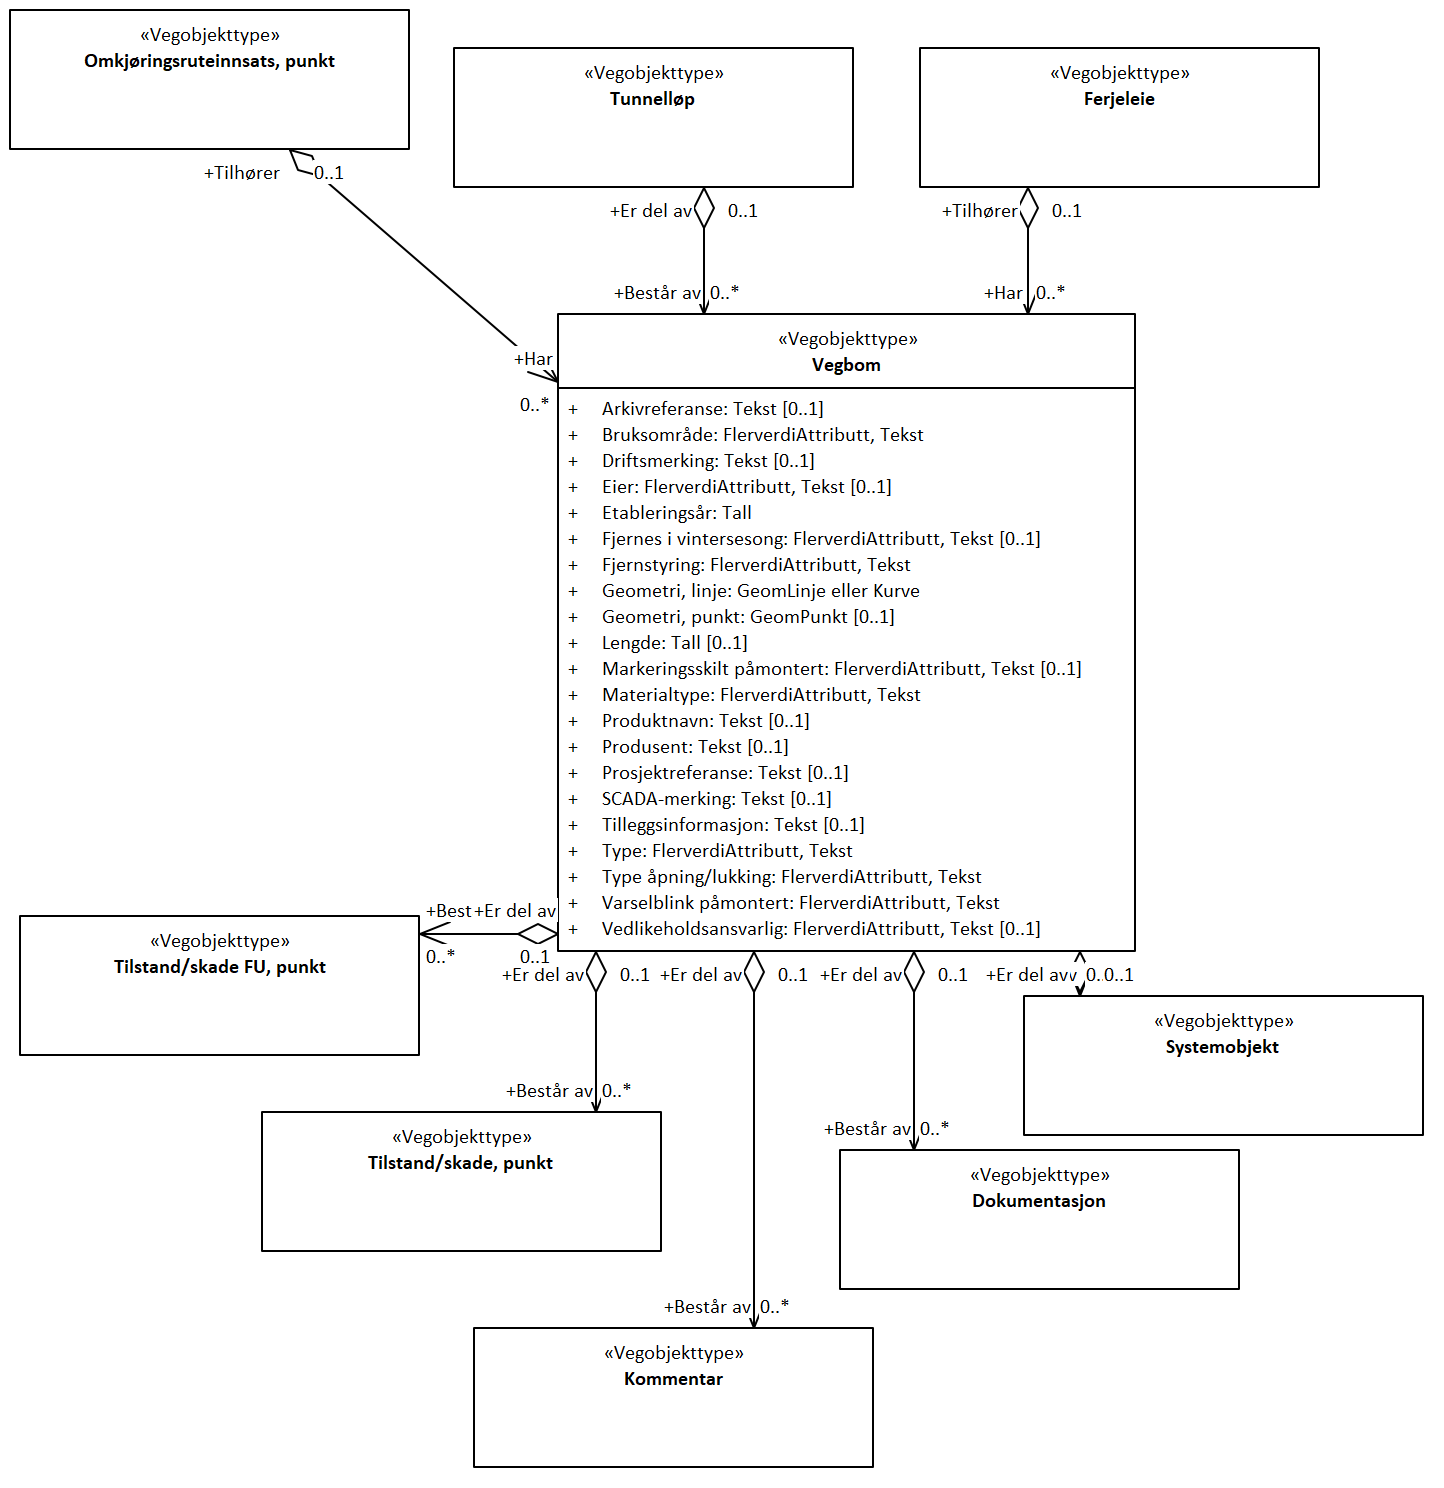 «Vegobjekttype»
Omkjøringsruteinnsats, punkt
«Vegobjekttype»
Tunnelløp
«Vegobjekttype»
Ferjeleie
+Tilhører 0..1
+Er del av 0..1
+Tilhører 0..1
+Består av 0..*
+Har 0..*
+Har
0..*
«Vegobjekttype»
Vegbom
+ Arkivreferanse: Tekst [0..1]
+ Bruksområde: FlerverdiAttributt, Tekst
+ Driftsmerking: Tekst [0..1]
+ Eier: FlerverdiAttributt, Tekst [0..1]
+ Etableringsår: Tall
+ Fjernes i vintersesong: FlerverdiAttributt, Tekst [0..1]
+ Fjernstyring: FlerverdiAttributt, Tekst
+ Geometri, linje: GeomLinje eller Kurve
+ Geometri, punkt: GeomPunkt [0..1]
+ Lengde: Tall [0..1]
+ Markeringsskilt påmontert: FlerverdiAttributt, Tekst [0..1]
+ Materialtype: FlerverdiAttributt, Tekst
+ Produktnavn: Tekst [0..1]
+ Produsent: Tekst [0..1]
+ Prosjektreferanse: Tekst [0..1]
+ SCADA-merking: Tekst [0..1]
+ Tilleggsinformasjon: Tekst [0..1]
+ Type: FlerverdiAttributt, Tekst
+ Type åpning/lukking: FlerverdiAttributt, Tekst
+ Varselblink påmontert: FlerverdiAttributt, Tekst
+ Vedlikeholdsansvarlig: FlerverdiAttributt, Tekst [0..1]
+Best +Er del av
0..* 0..1
«Vegobjekttype»
Tilstand/skade FU, punkt
+Er del av 0..1
+Er del av 0..1
+Er del av 0..1
+Er del av v 0.. 0..1
«Vegobjekttype»
Systemobjekt
+Består av 0..*
«Vegobjekttype»
Tilstand/skade, punkt
+Består av 0..*
«Vegobjekttype»
Dokumentasjon
+Består av 0..*
«Vegobjekttype»
Kommentar